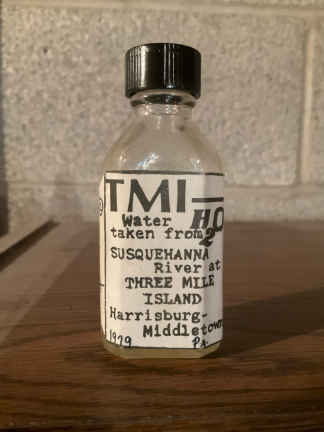 TMI—H2O
Water
taken from
SUSQUEHANNA
River at
THREE MILE
ISLAND
Harrisburg-
Middletown
1979 Pa.